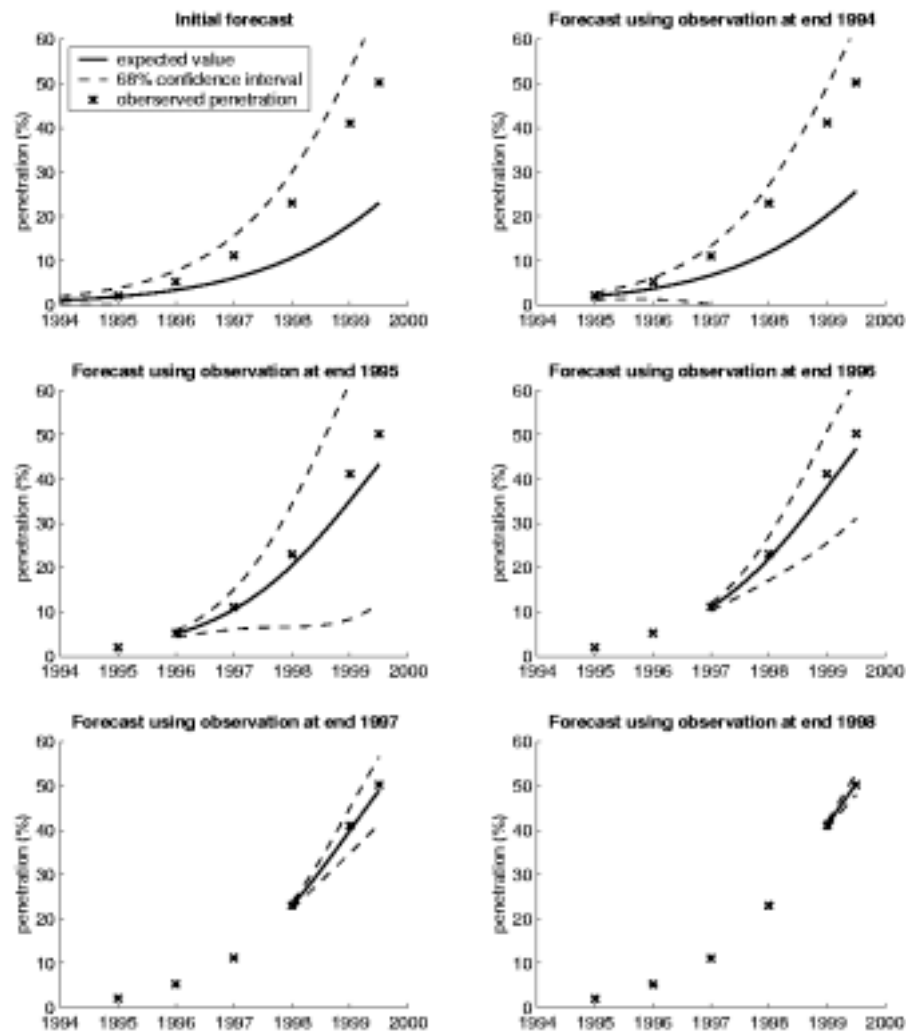 Initial forecast
60
50
40
30
20
10
0
penetration (%)
expected value
68% confidence interval
oberserved penetration
1994 1995 1996 1997 1998 1999 2000
Forecast using observation at end 1994
60
50
40
30
20
10
0
penetration (%)
1994 1995 1996 1997 1998 1999 2000
Forecast using observation at end 1995
60
50
40
30
20
10
0
penetration (%)
1994 1995 1996 1997 1998 1999 2000
Forecast using observation at end 1996
60
50
40
30
20
10
0
penetration (%)
1994 1995 1996 1997 1998 1999 2000
Forecast using observation at end 1997
60
50
40
30
20
10
0
penetration (%)
1994 1995 1996 1997 1998 1999 2000
Forecast using observation at end 1998
60
50
40
30
20
10
0
penetration (%)
1994 1995 1996 1997 1998 1999 2000